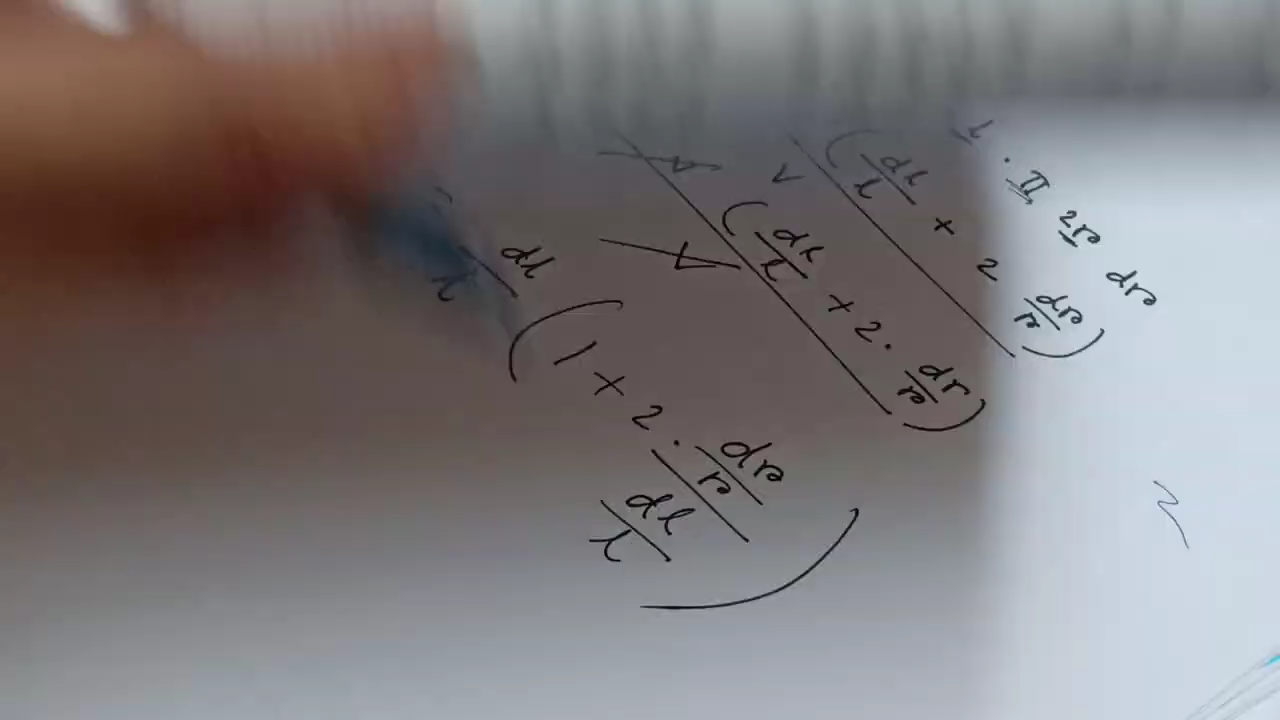 l · π 2r dr
V (dl/l + 2 dr/r)
V (dl/l + 2 · dr/r)
V
dl/l (1 + 2 · (dr/r)/(dl/l))